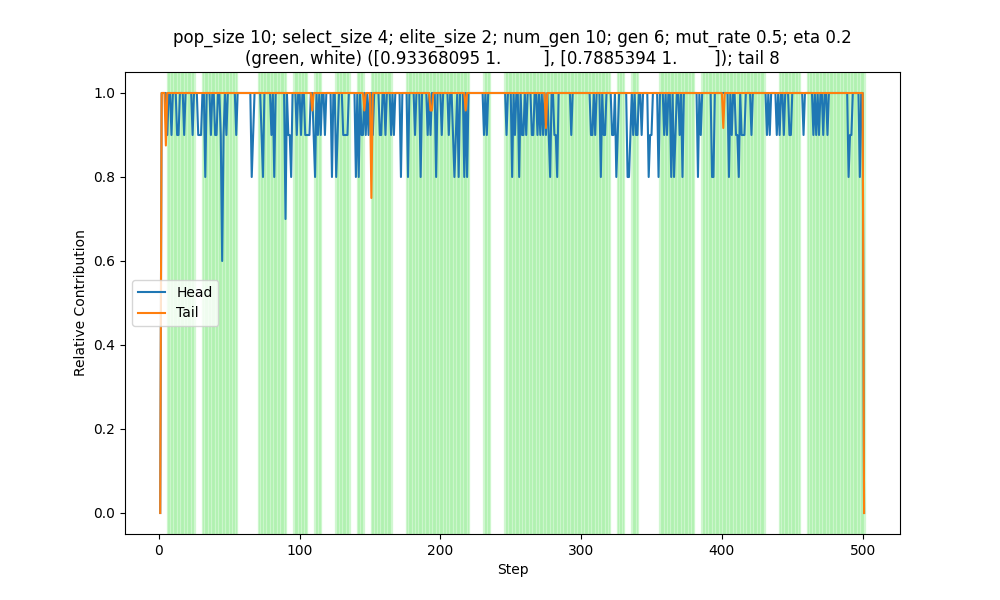 pop_size 10; select_size 4; elite_size 2; num_gen 10; gen 6; mut_rate 0.5; eta 0.2
(green, white) ([0.93368095 1.        ], [0.7885394 1.        ]); tail 8
1.0
0.8
0.6
0.4
0.2
0.0
Relative Contribution
Head
Tail
0
100
200
300
400
500
Step